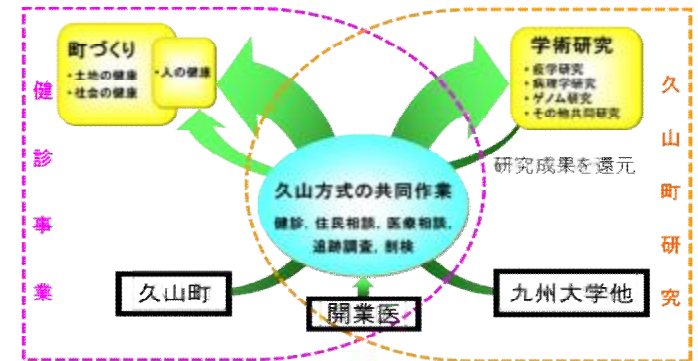 町づくり
・土地の健康
・社会の健康
・人の健康
学術研究
・疫学研究
・病理学研究
・ゲノム研究
・その他共同研究
健診事業
久山町研究
研究成果を還元
久山方式の共同作業
健診, 住民相談, 医療相談,
追跡調査, 剖検
久山町
開業医
九州大学他